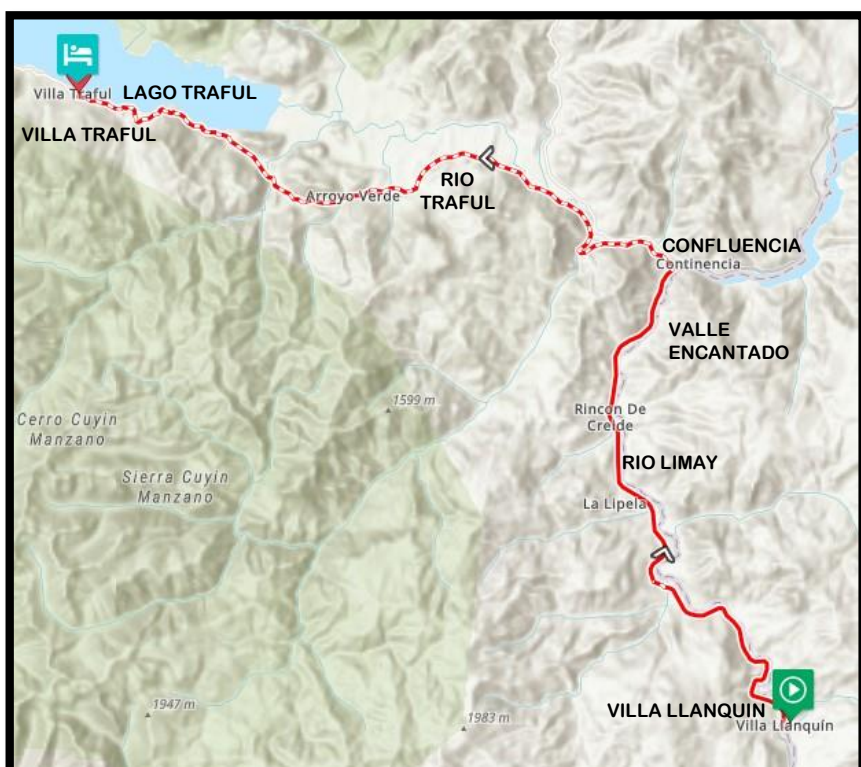 Villa Traful
LAGO TRAFUL
VILLA TRAFUL
Arroyo Verde
RIO
TRAFUL
CONFLUENCIA
Continencia
VALLE
ENCANTADO
1599 m
Cerro Cuyin
Manzano
Rincon De
Creide
Sierra Cuyin
Manzano
RIO LIMAY
La Lipela
1947 m
1983 m
VILLA LLANQUIN
Villa Llanquín